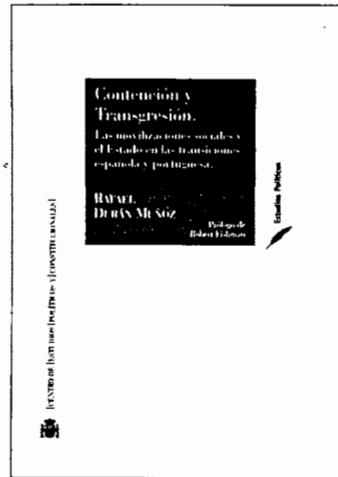 Contención y
Transgresión.
Las movilizaciones sociales y
el Estado en las transiciones
española y portuguesa.
RAFAEL
DURÁN MUÑOZ
Prólogo de
Robert Fishman
Estudios Políticos
CENTRO DE ESTUDIOS POLÍTICOS Y CONSTITUCIONALES